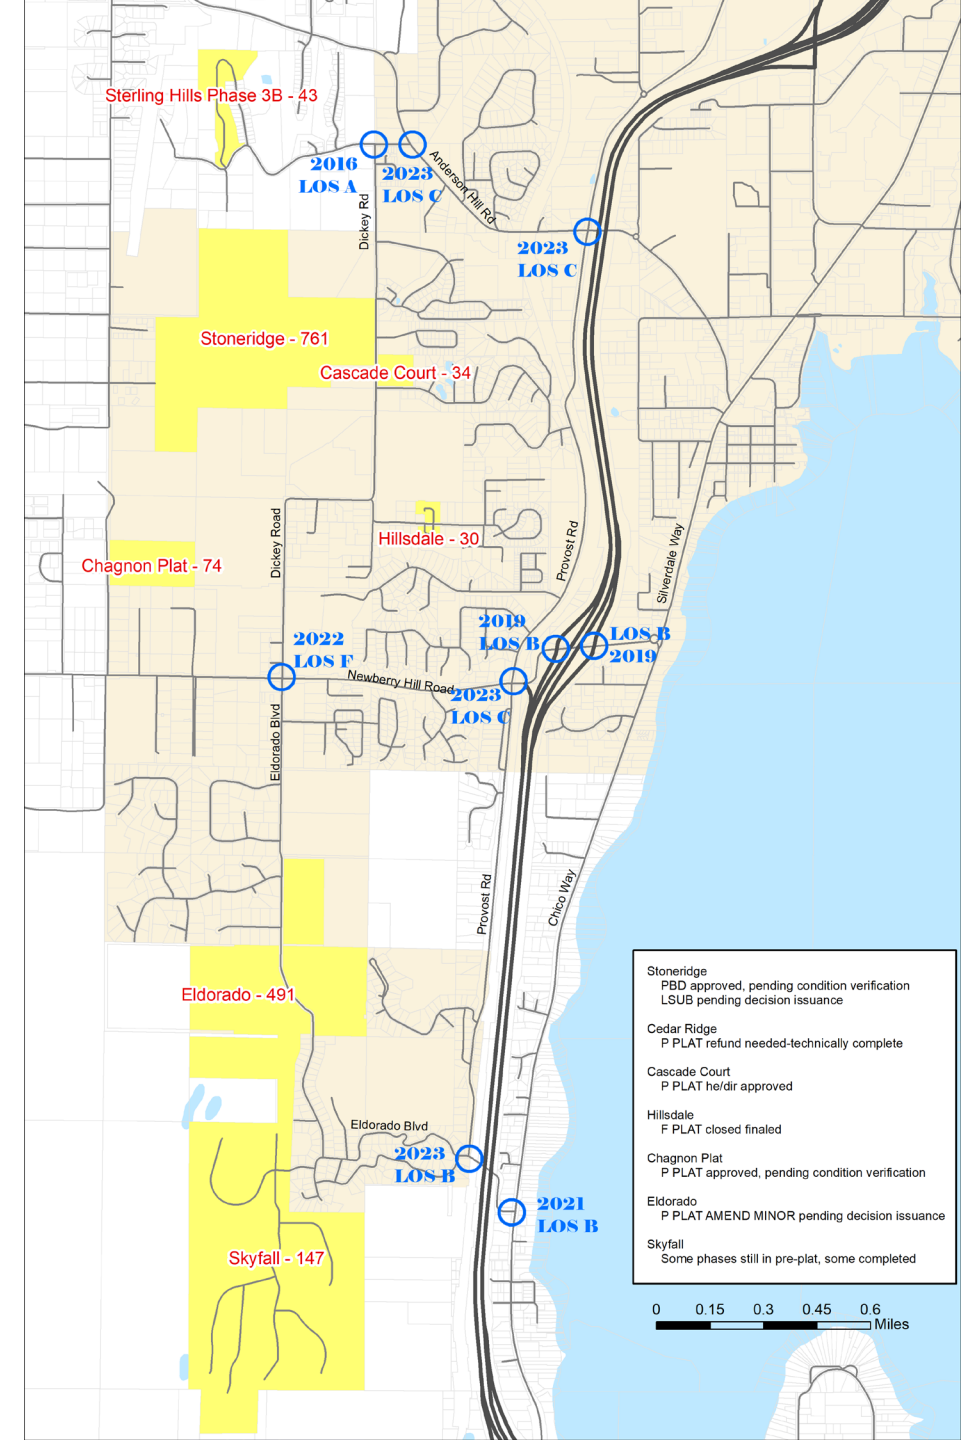 Sterling Hills Phase 3B - 43
2016
LOS A
2023
LOS C
Anderson Hill Rd
Dickey Rd
2023
LOS C
Stoneridge - 761
Cascade Court - 34
Hillsdale - 30
Chagnon Plat - 74
Dickey Road
Provost Rd
Silverdale Way
2022
LOS F
2019
LOS B
LOS B
2019
Newberry Hill Road
2023
LOS C
Eldorado Blvd
Provost Rd
Chico Way
Eldorado - 491
Eldorado Blvd
2023
LOS B
2021
LOS B
Skyfall - 147
Stoneridge
PBD approved, pending condition verification
LSUB pending decision issuance
Cedar Ridge
P PLAT refund needed-technically complete
Cascade Court
P PLAT he/dir approved
Hillsdale
F PLAT closed finaled
Chagnon Plat
P PLAT approved, pending condition verification
Eldorado
P PLAT AMEND MINOR pending decision issuance
Skyfall
Some phases still in pre-plat, some completed
0 0.15 0.3 0.45 0.6
Miles